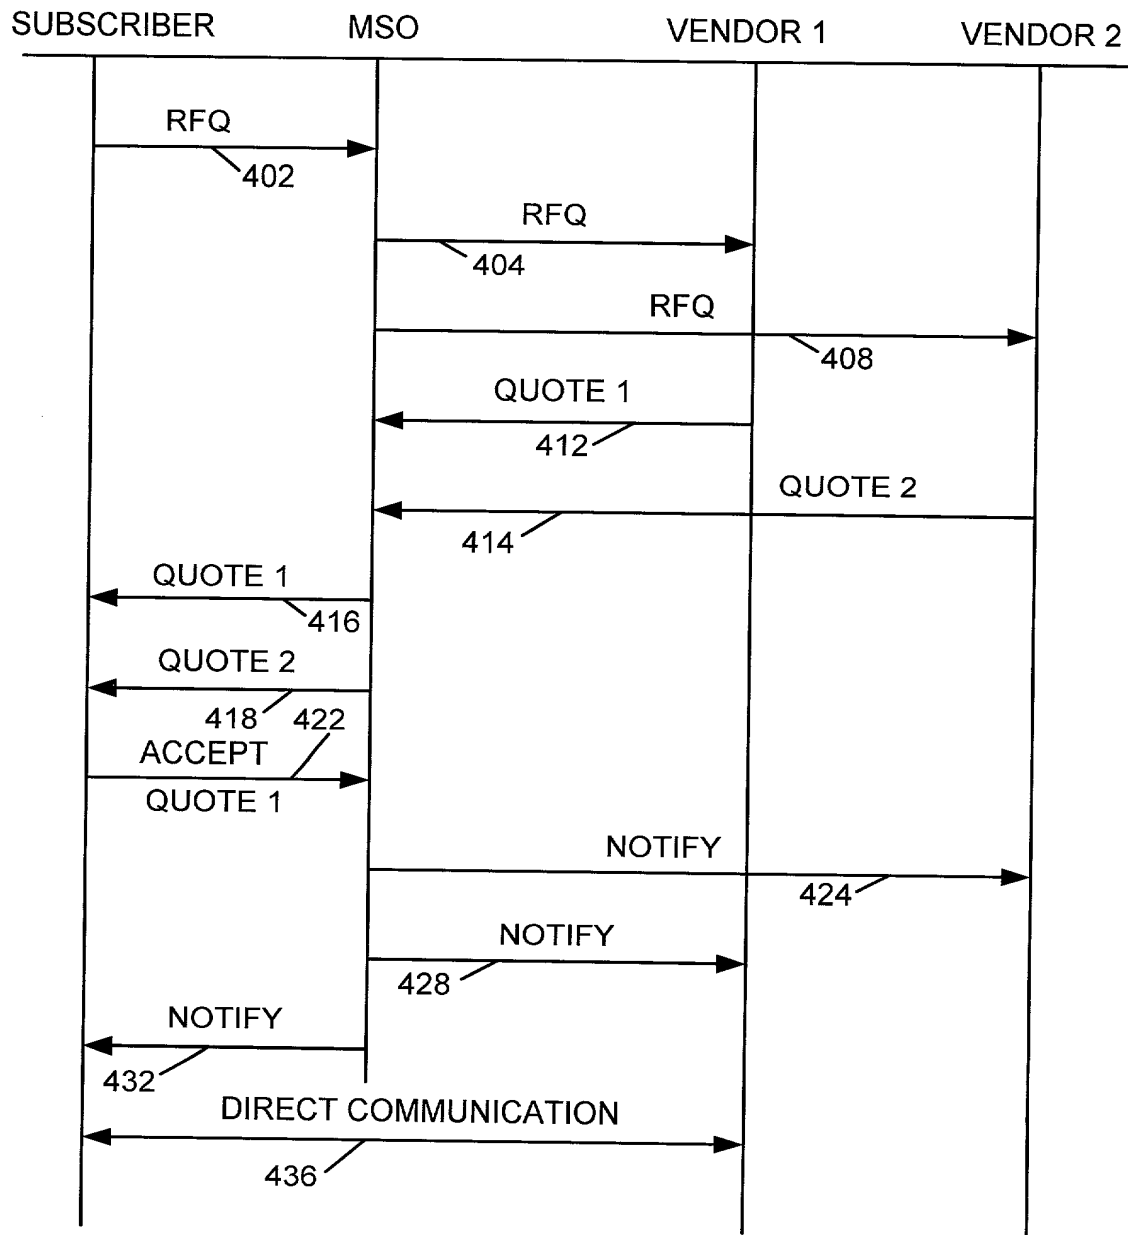 SUBSCRIBER MSO VENDOR 1 VENDOR 2
RFQ
402
RFQ
404
RFQ
408
QUOTE 1
412
QUOTE 2
414
QUOTE 1
416
QUOTE 2
418 422
ACCEPT
QUOTE 1
NOTIFY
424
NOTIFY
428
NOTIFY
432
DIRECT COMMUNICATION
436